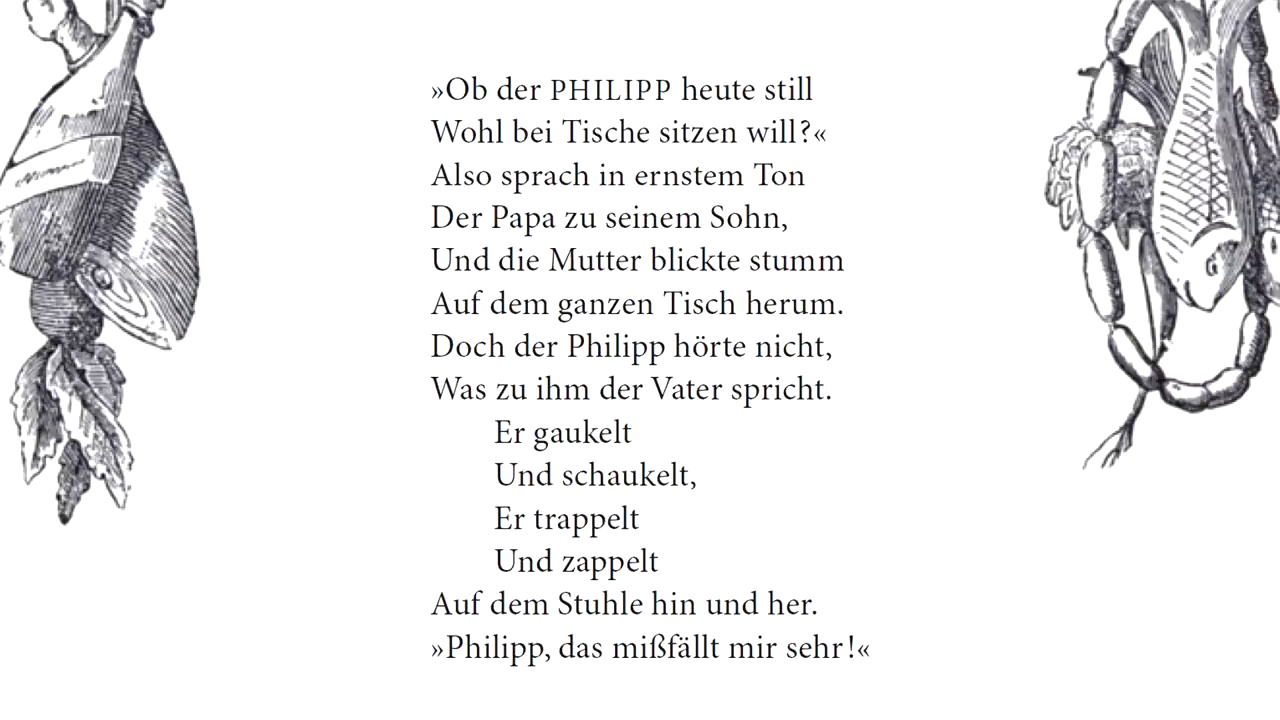 »Ob der PHILIPP heute still
Wohl bei Tische sitzen will?«
Also sprach in ernstem Ton
Der Papa zu seinem Sohn,
Und die Mutter blickte stumm
Auf dem ganzen Tisch herum.
Doch der Philipp hörte nicht,
Was zu ihm der Vater spricht.
Er gaukelt
Und schaukelt,
Er trappelt
Und zappelt
Auf dem Stuhle hin und her.
»Philipp, das mißfällt mir sehr!«